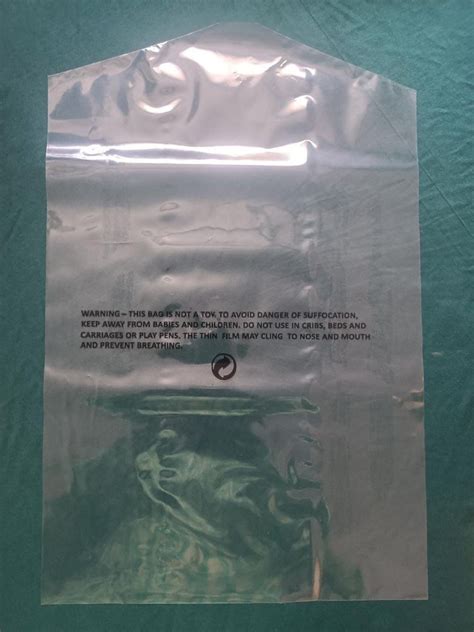 WARNING – THIS BAG IS NOT A TOY. TO AVOID DANGER OF SUFFOCATION,
KEEP AWAY FROM BABIES AND CHILDREN. DO NOT USE IN CRIBS, BEDS AND
CARRIAGES OR PLAY PENS. THE THIN FILM MAY CLING TO NOSE AND MOUTH
AND PREVENT BREATHING.